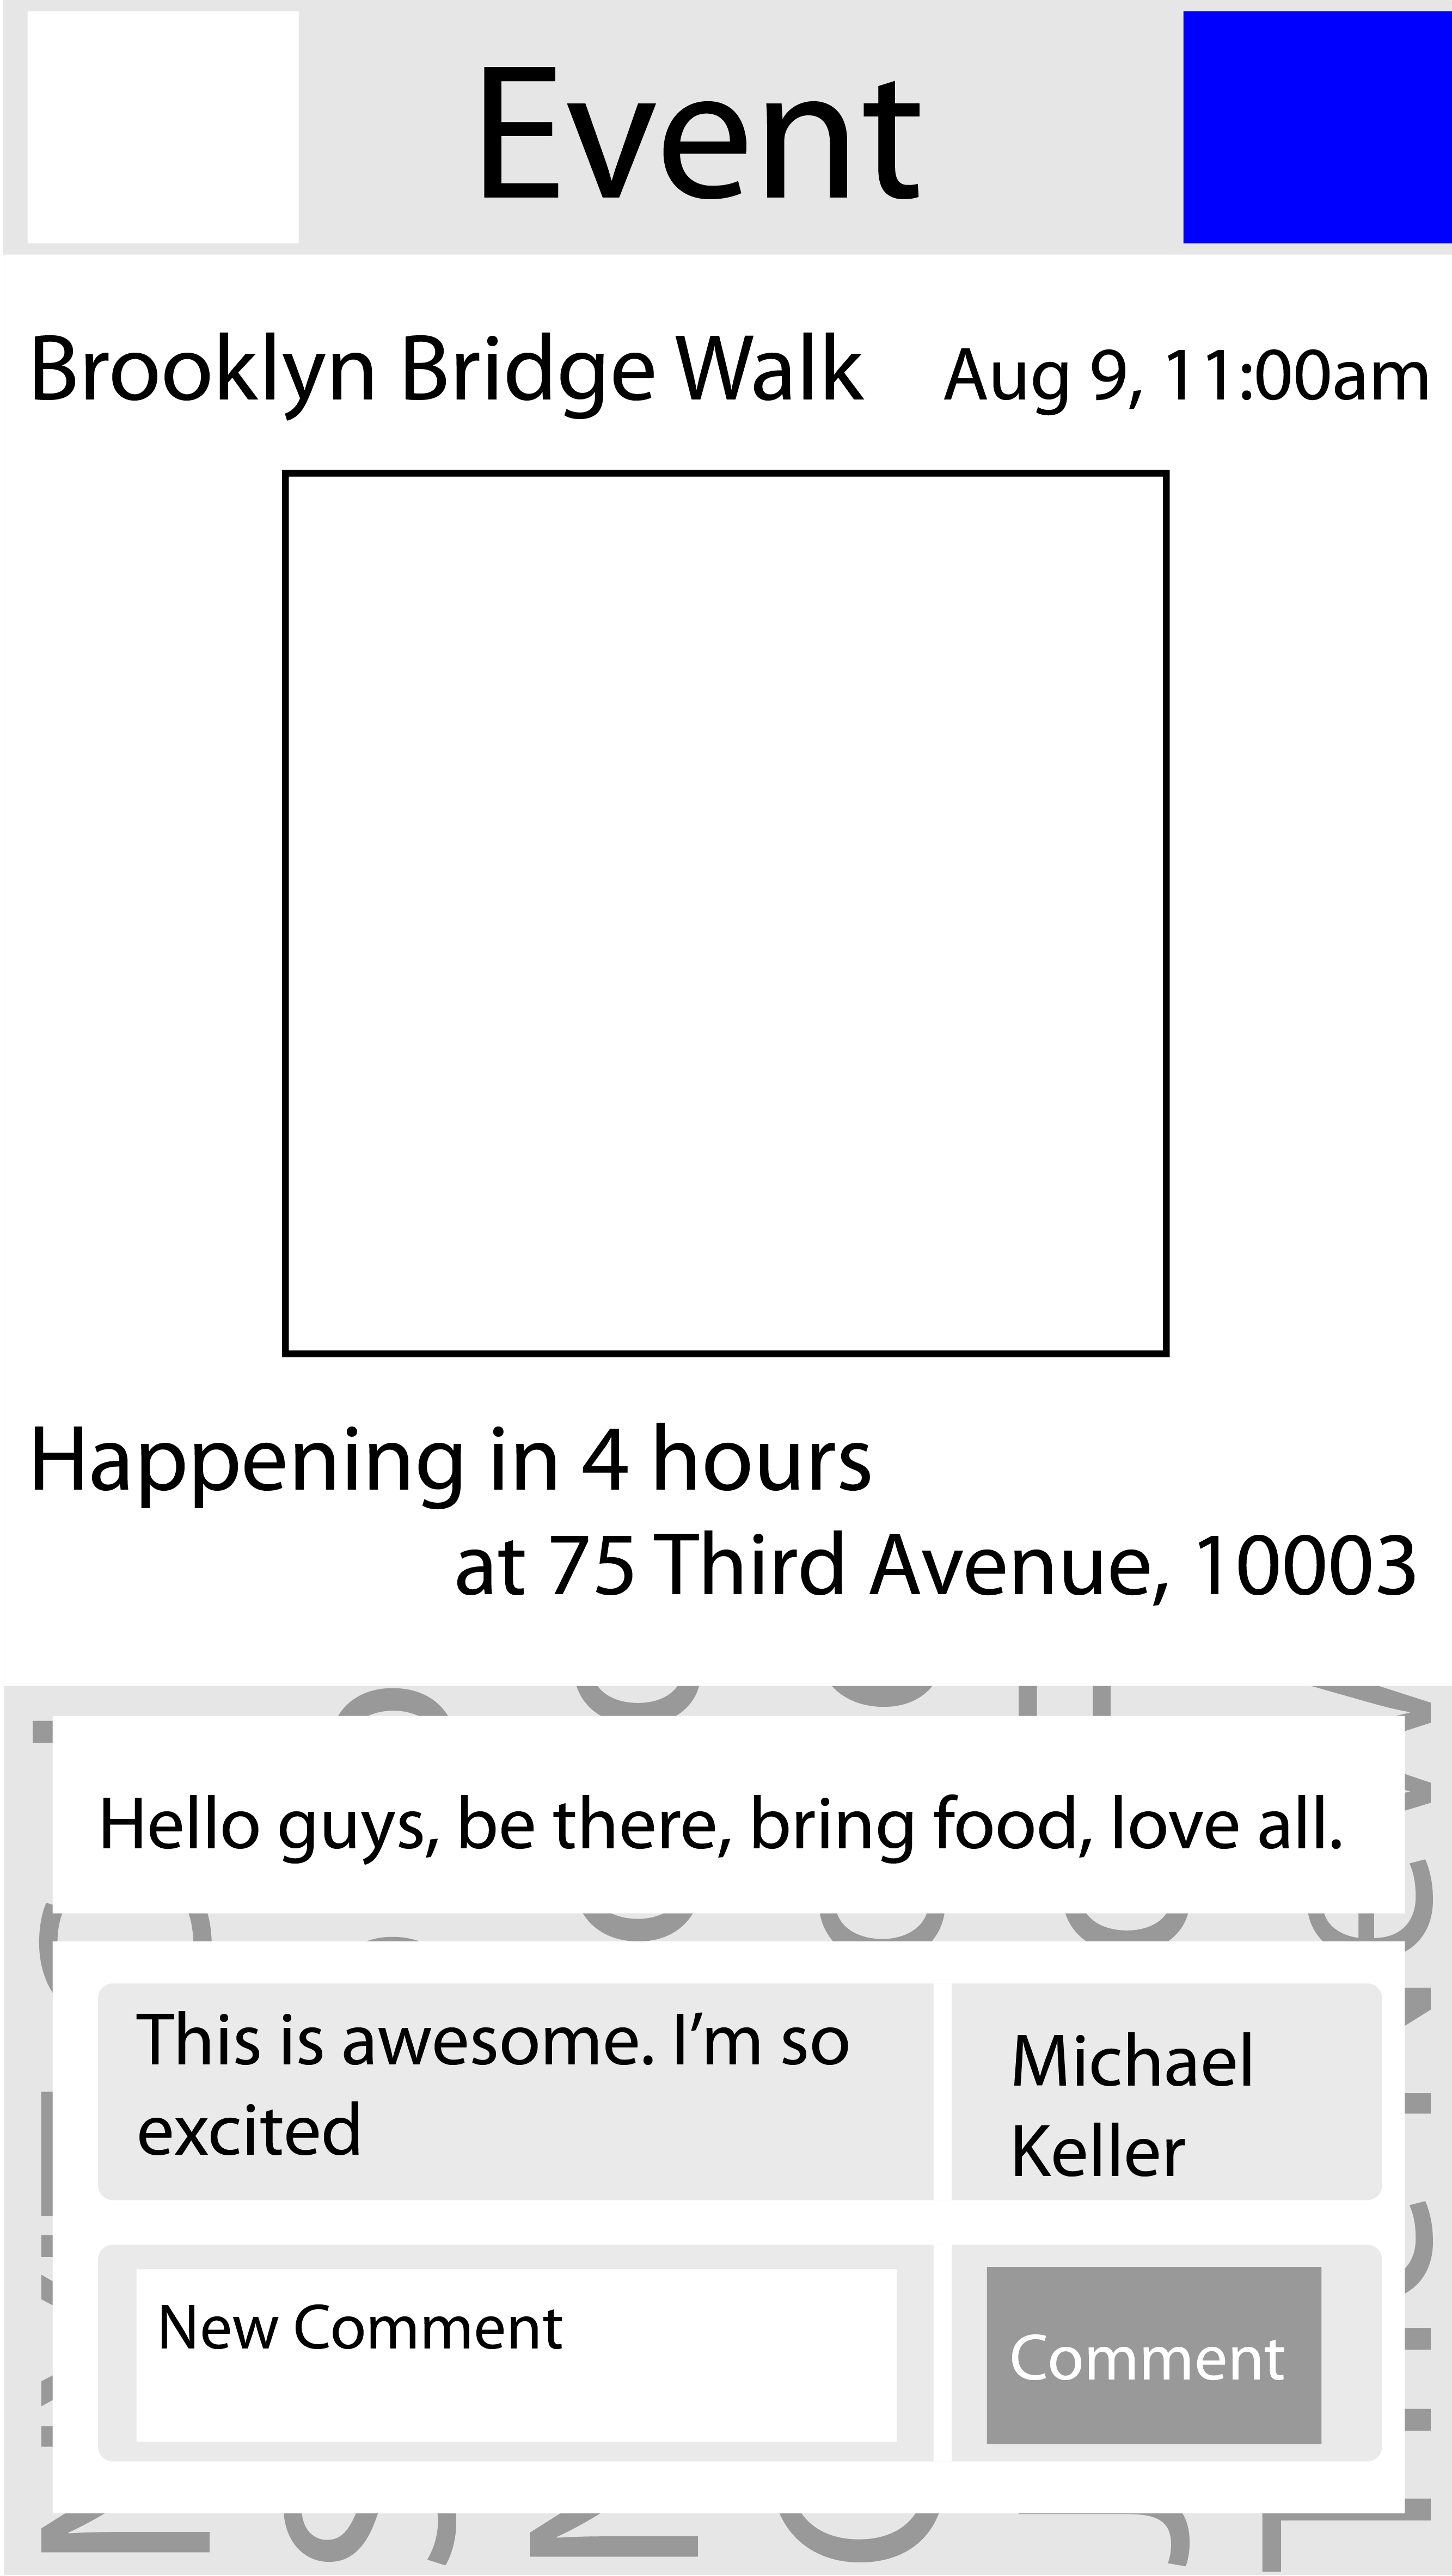 Event
Brooklyn Bridge Walk Aug 9, 11:00am
Happening in 4 hours
at 75 Third Avenue, 10003
Hello guys, be there, bring food, love all.
This is awesome. I’m so
excited
Michael
Keller
New Comment
Comment